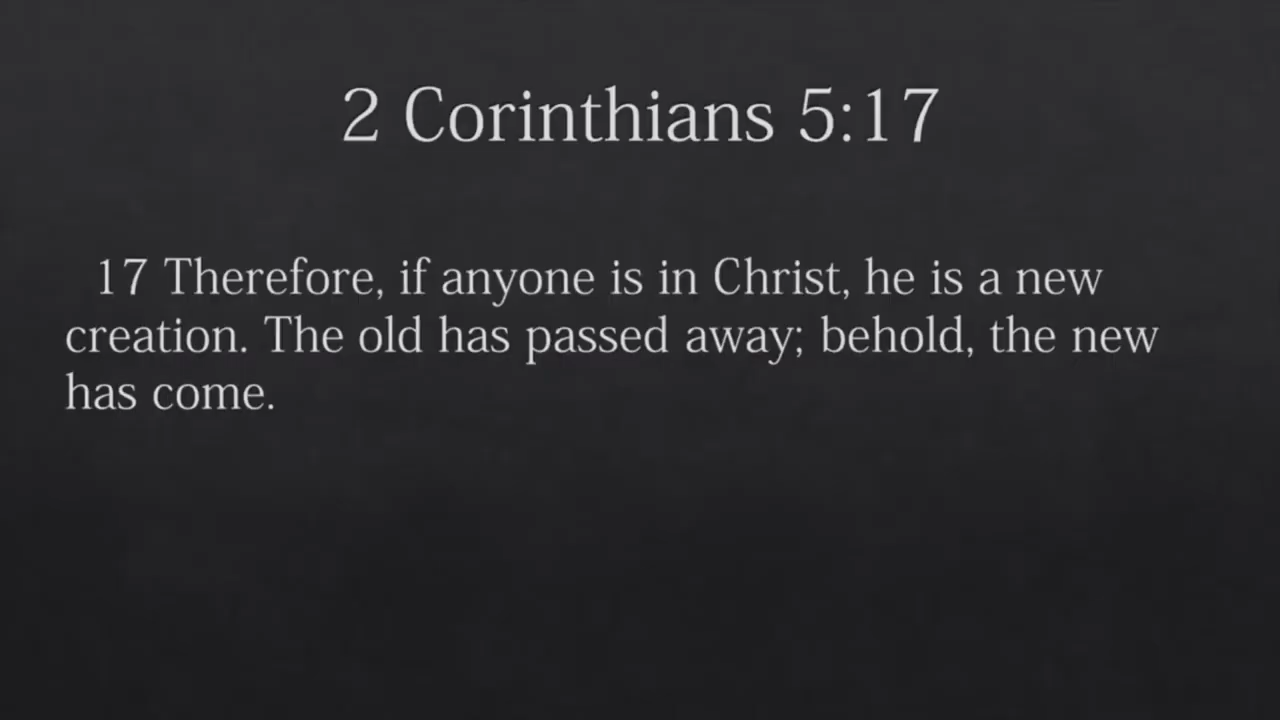 2 Corinthians 5:17
17 Therefore, if anyone is in Christ, he is a new
creation. The old has passed away; behold, the new
has come.